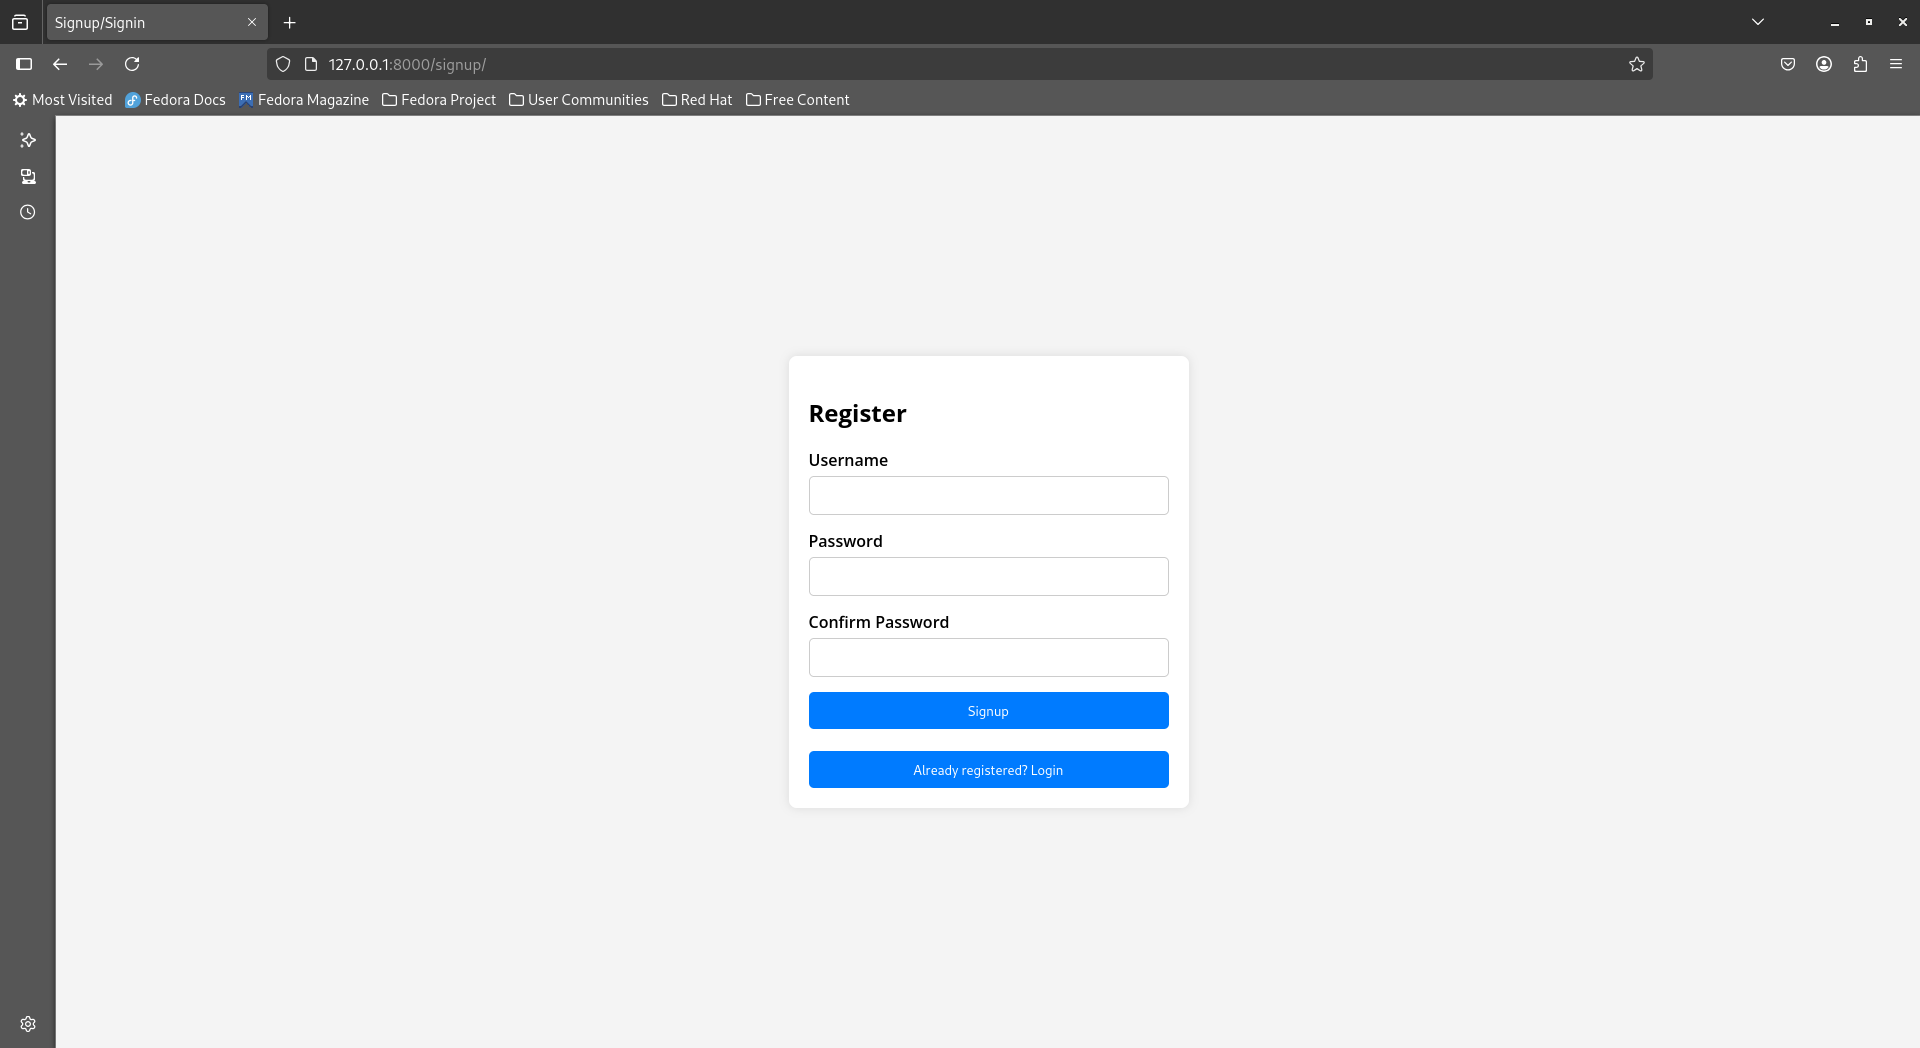 Signup/Signin
127.0.0.1:8000/signup/
Most Visited Fedora Docs FM Fedora Magazine Fedora Project User Communities Red Hat Free Content
Register
Username
Password
Confirm Password
Signup
Already registered? Login